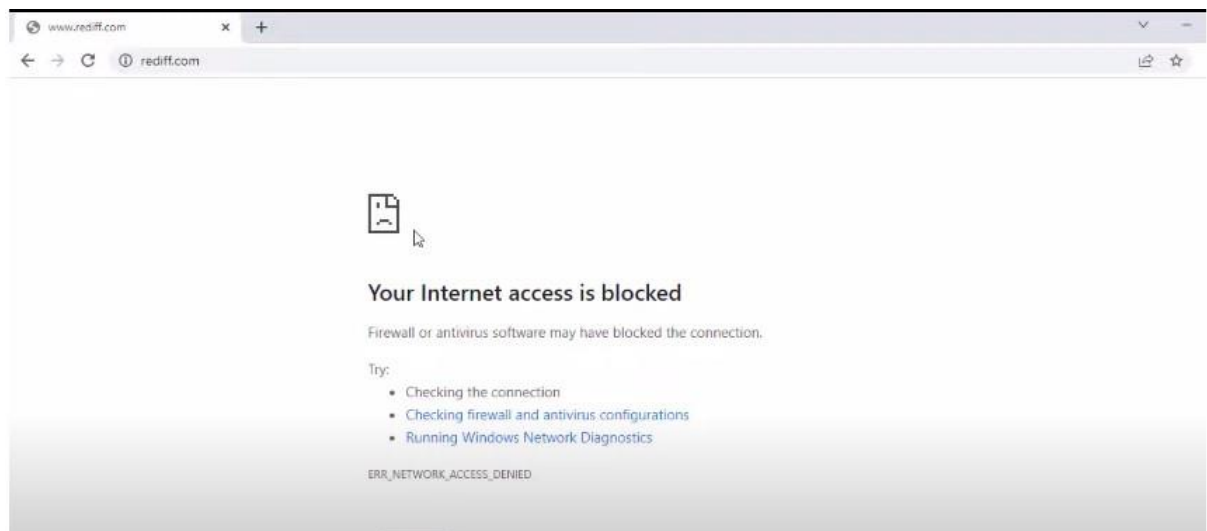 www.rediff.com
rediff.com
Your Internet access is blocked
Firewall or antivirus software may have blocked the connection.
Try:
• Checking the connection
• Checking firewall and antivirus configurations
• Running Windows Network Diagnostics
ERR_NETWORK_ACCESS_DENIED